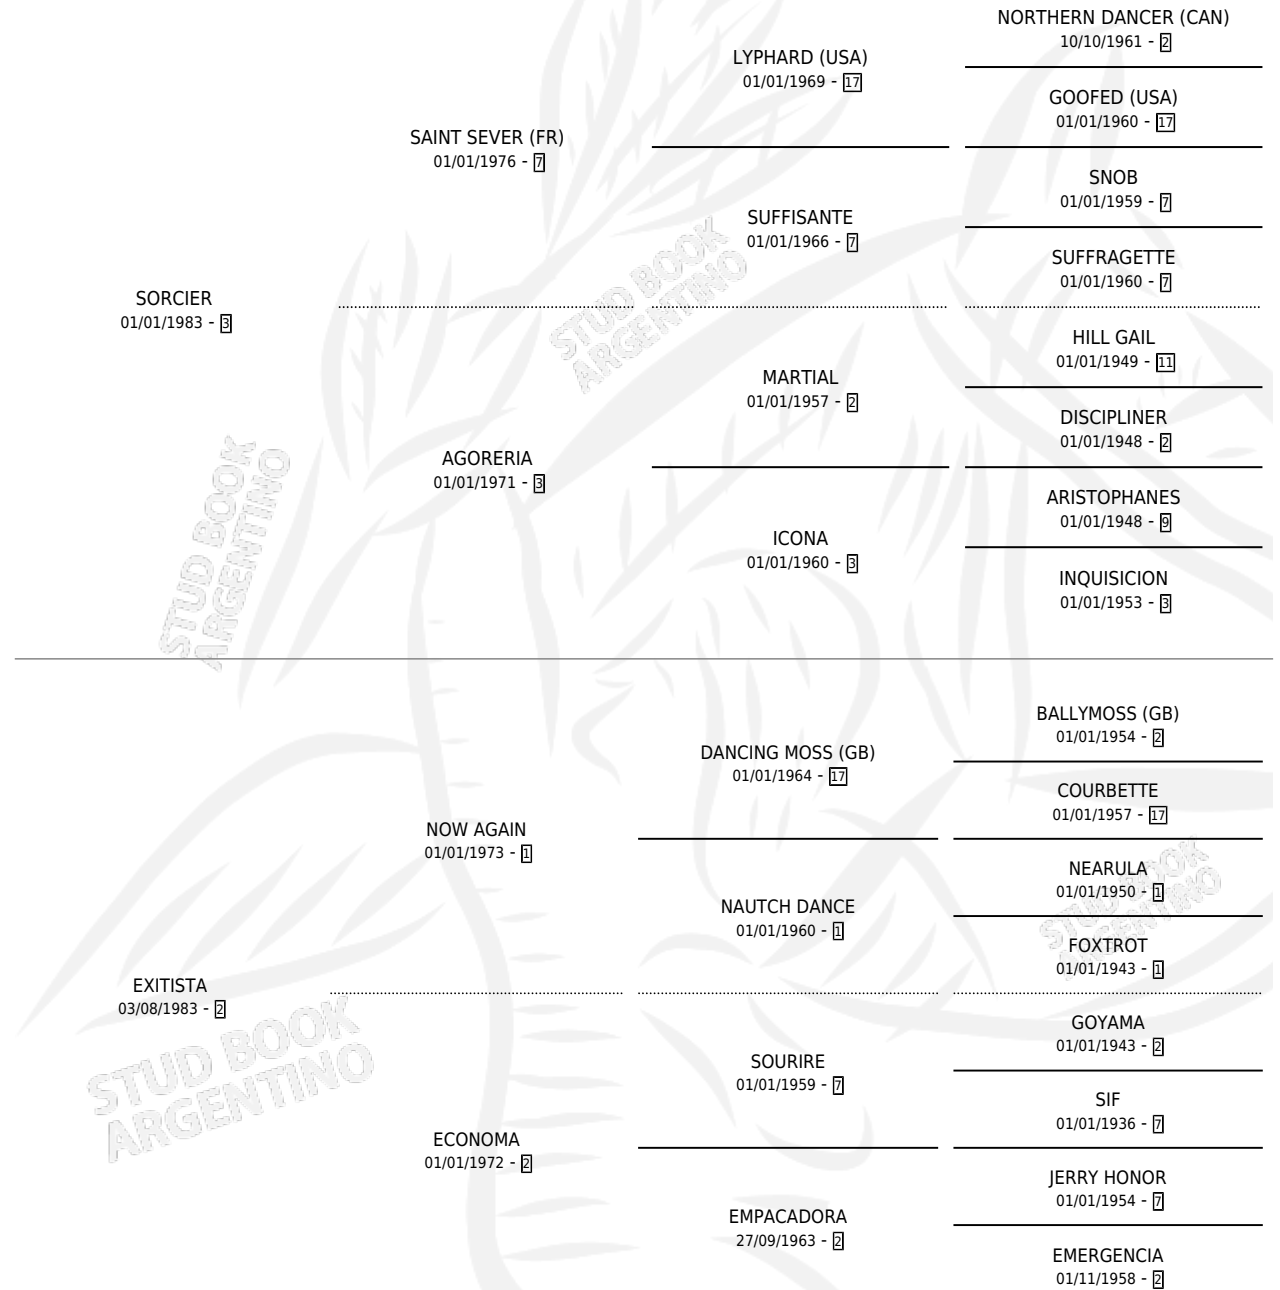 NORTHERN DANCER (CAN)
10/10/1961 - 2
LYPHARD (USA)
01/01/1969 - 17
GOOFED (USA)
01/01/1960 - 17
SAINT SEVER (FR)
01/01/1976 - 7
SNOB
01/01/1959 - 7
SUFFISANTE
01/01/1966 - 7
SUFFRAGETTE
01/01/1960 - 7
SORCIER
01/01/1983 - 3
HILL GAIL
01/01/1949 - 11
MARTIAL
01/01/1957 - 2
DISCIPLINER
01/01/1948 - 2
AGORERIA
01/01/1971 - 3
ARISTOPHANES
01/01/1948 - 9
ICONA
01/01/1960 - 3
INQUISICION
01/01/1953 - 3
STUD BOOK
ARGENTINO
STUD BOOK
ARGENTINO
BALLYMOSS (GB)
01/01/1954 - 2
DANCING MOSS (GB)
01/01/1964 - 17
COURBETTE
01/01/1957 - 17
NOW AGAIN
01/01/1973 - 1
NEARULA
01/01/1950 - 1
NAUTCH DANCE
01/01/1960 - 1
FOXTROT
01/01/1943 - 1
EXITISTA
03/08/1983 - 2
GOYAMA
01/01/1943 - 2
SOURIRE
01/01/1959 - 7
SIF
01/01/1936 - 7
ECONOMA
01/01/1972 - 2
JERRY HONOR
01/01/1954 - 7
EMPACADORA
27/09/1963 - 2
EMERGENCIA
01/11/1958 - 2
STUD BOOK
ARGENTINO
STUD BOOK
ARGENTINO